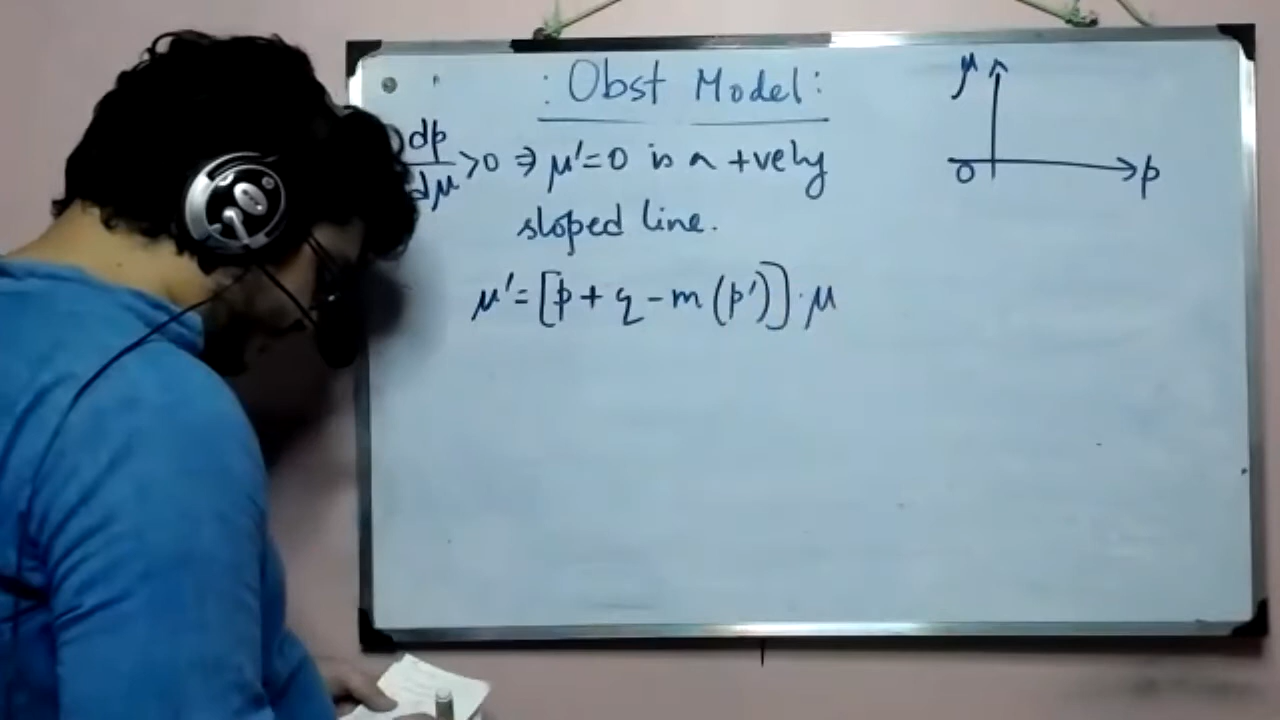 : Obst Model :
dp/dμ >0 ⇒ μ'=0 is a +vely
sloped line.
μ' = [p + q - m (p')] · μ
μ
0 p